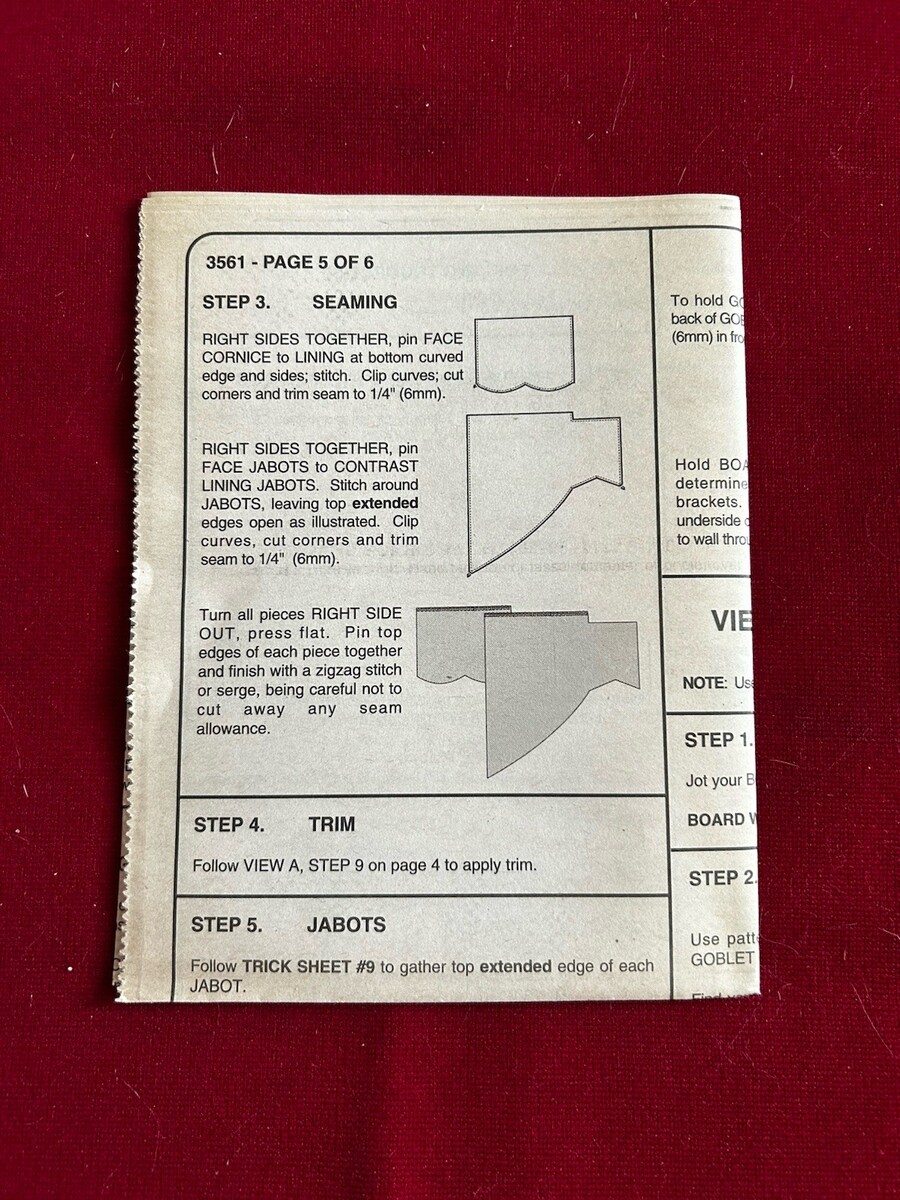 3561 - PAGE 5 OF 6
STEP 3. SEAMING
RIGHT SIDES TOGETHER, pin FACE
CORNICE to LINING at bottom curved
edge and sides; stitch. Clip curves; cut
corners and trim seam to 1/4" (6mm).
RIGHT SIDES TOGETHER, pin
FACE JABOTS to CONTRAST
LINING JABOTS. Stitch around
JABOTS, leaving top extended
edges open as illustrated. Clip
curves, cut corners and trim
seam to 1/4" (6mm).
Turn all pieces RIGHT SIDE
OUT, press flat. Pin top
edges of each piece together
and finish with a zigzag stitch
or serge, being careful not to
cut away any seam
allowance.
STEP 4. TRIM
Follow VIEW A, STEP 9 on page 4 to apply trim.
STEP 5. JABOTS
Follow TRICK SHEET #9 to gather top extended edge of each
JABOT.
To hold
back of
(6mm) in
Hold
determine
brackets.
underside
to wall
NOTE:
STEP 1.
Jot your
BOARD
STEP 2.
Use
GOBLET